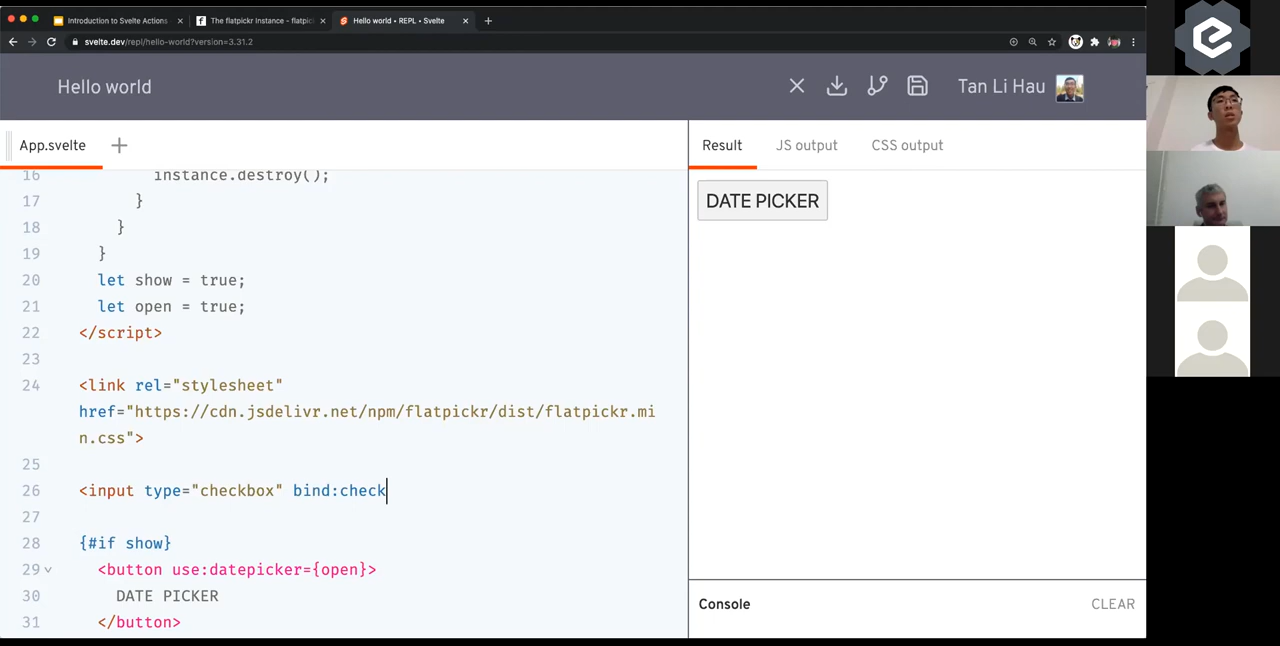 Introduction to Svelte Actions
The flatpickr Instance - flatpic
Hello world • REPL • Svelte
svelte.dev/repl/hello-world?version=3.31.2
Hello world
Tan Li Hau
App.svelte
Result
JS output
CSS output
16 instance.destroy();
17 }
18 }
19 }
20 let show = true;
21 let open = true;
22 </script>
23
24 <link rel="stylesheet"
href="https://cdn.jsdelivr.net/npm/flatpickr/dist/flatpickr.mi
n.css">
25
26 <input type="checkbox" bind:check
27
28 {#if show}
29 <button use:datepicker={open}>
30 DATE PICKER
31 </button>
DATE PICKER
Console
CLEAR